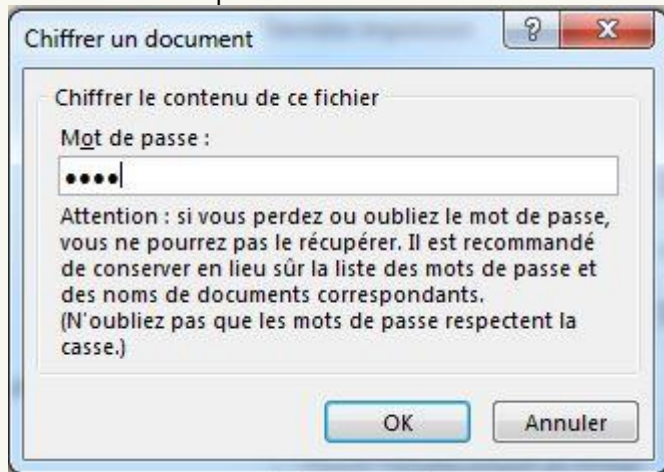 Chiffrer un document
Chiffrer le contenu de ce fichier
Mot de passe :
••••
Attention : si vous perdez ou oubliez le mot de passe,
vous ne pourrez pas le récupérer. Il est recommandé
de conserver en lieu sûr la liste des mots de passe et
des noms de documents correspondants.
(N'oubliez pas que les mots de passe respectent la
casse.)
OK
Annuler